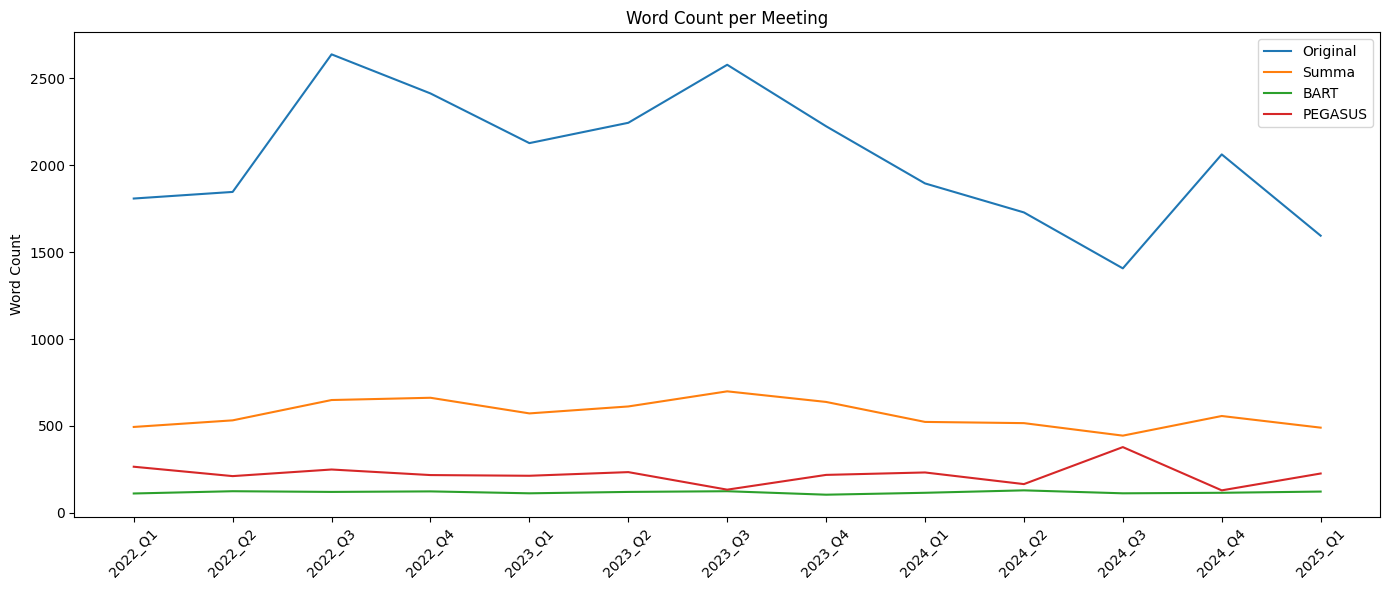 Word Count per Meeting
Original
Summa
BART
PEGASUS
Word Count
2500
2000
1500
1000
500
0
2022_Q1
2022_Q2
2022_Q3
2022_Q4
2023_Q1
2023_Q2
2023_Q3
2023_Q4
2024_Q1
2024_Q2
2024_Q3
2024_Q4
2025_Q1